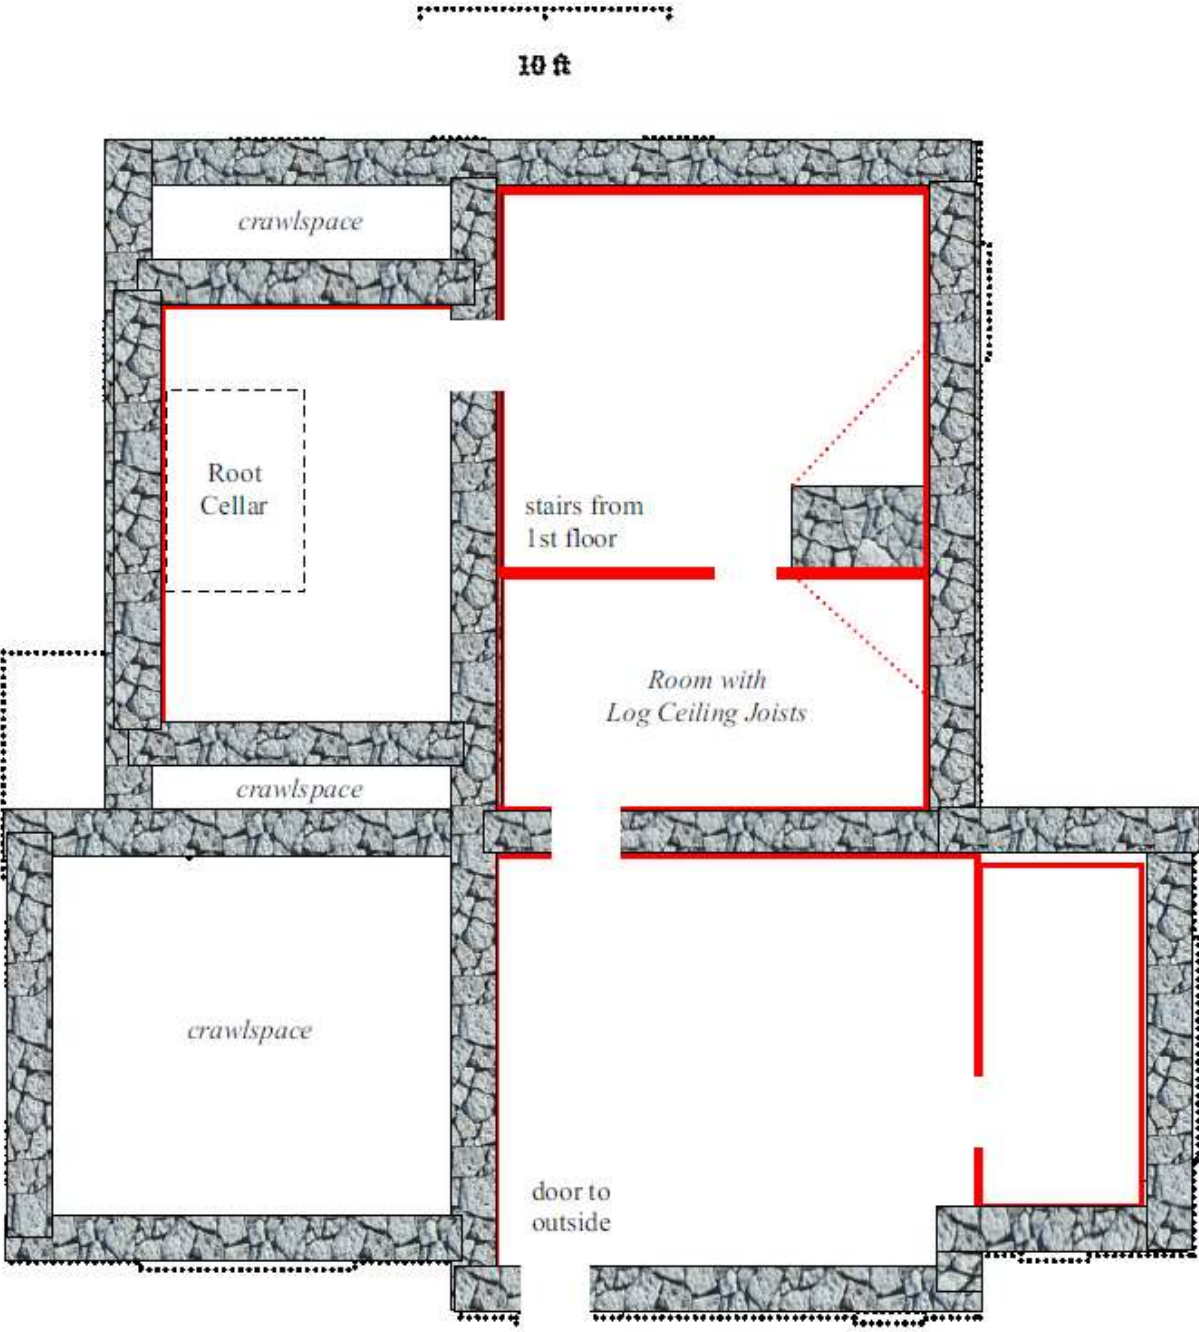 10 ft
crawlspace
Root
Cellar
stairs from
1st floor
Room with
Log Ceiling Joists
crawlspace
crawlspace
door to
outside